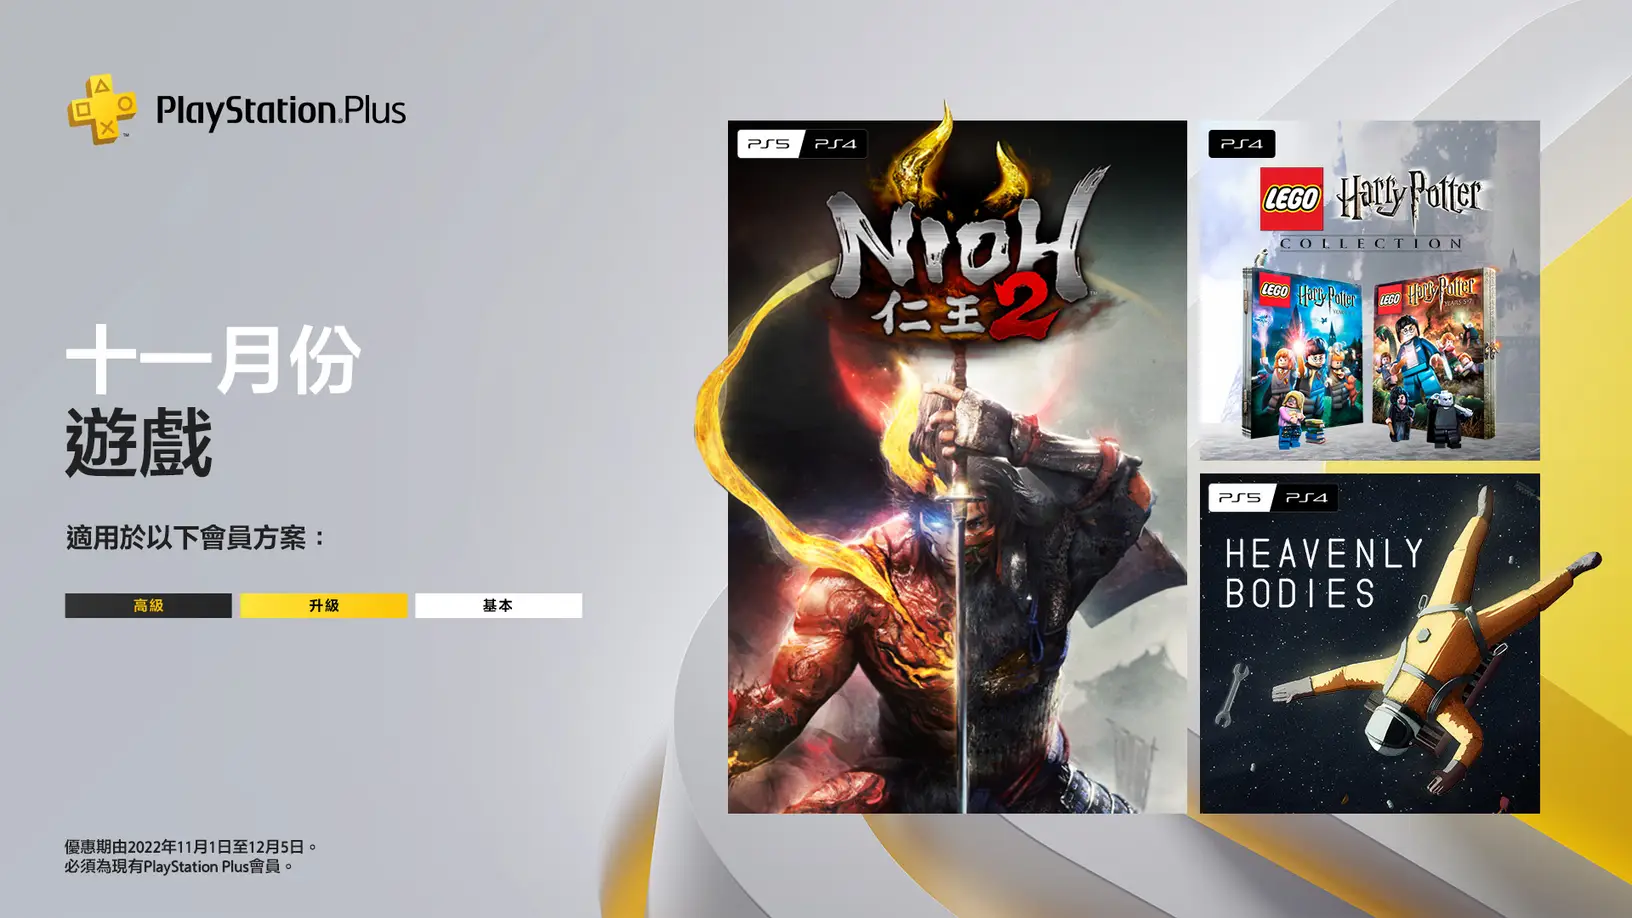 PlayStation.Plus
十一月份
遊戲
適用於以下會員方案：
高級
升級
基本
優惠期由2022年11月1日至12月5日。
必須為現有PlayStation Plus會員。
PS5 PS4
NIOH
仁王2
PS4
LEGO Harry Potter
COLLECTION
LEGO Harry Potter
LEGO Harry Potter
YEARS 5-7
PS5 PS4
HEAVENLY
BODIES